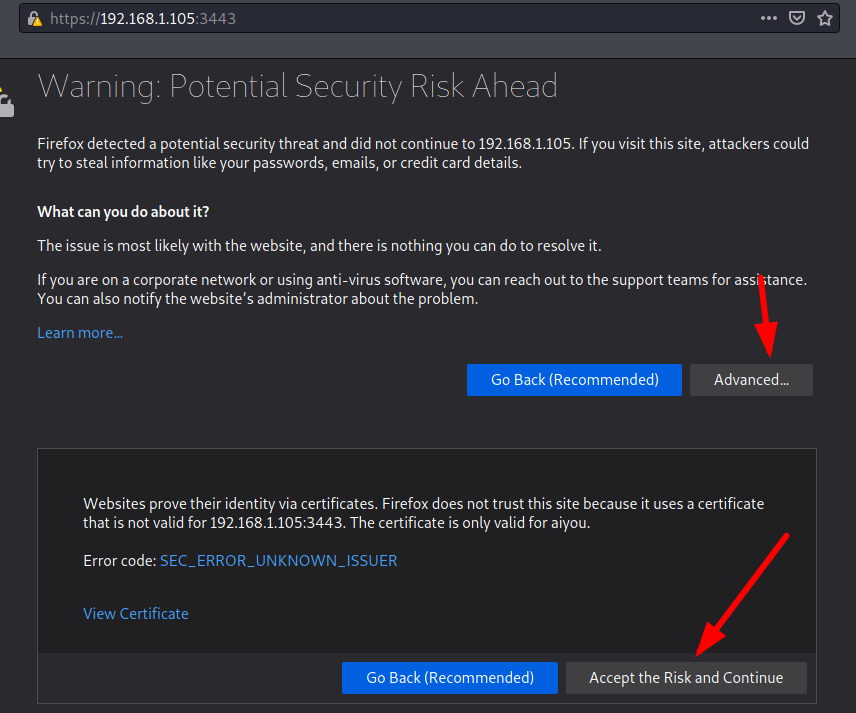 https://192.168.1.105:3443
Warning: Potential Security Risk Ahead
Firefox detected a potential security threat and did not continue to 192.168.1.105. If you visit this site, attackers could
try to steal information like your passwords, emails, or credit card details.
What can you do about it?
The issue is most likely with the website, and there is nothing you can do to resolve it.
If you are on a corporate network or using anti-virus software, you can reach out to the support teams for assistance.
You can also notify the website’s administrator about the problem.
Learn more…
Go Back (Recommended)
Advanced…
Websites prove their identity via certificates. Firefox does not trust this site because it uses a certificate
that is not valid for 192.168.1.105:3443. The certificate is only valid for aiyou.
Error code: SEC_ERROR_UNKNOWN_ISSUER
View Certificate
Go Back (Recommended)
Accept the Risk and Continue